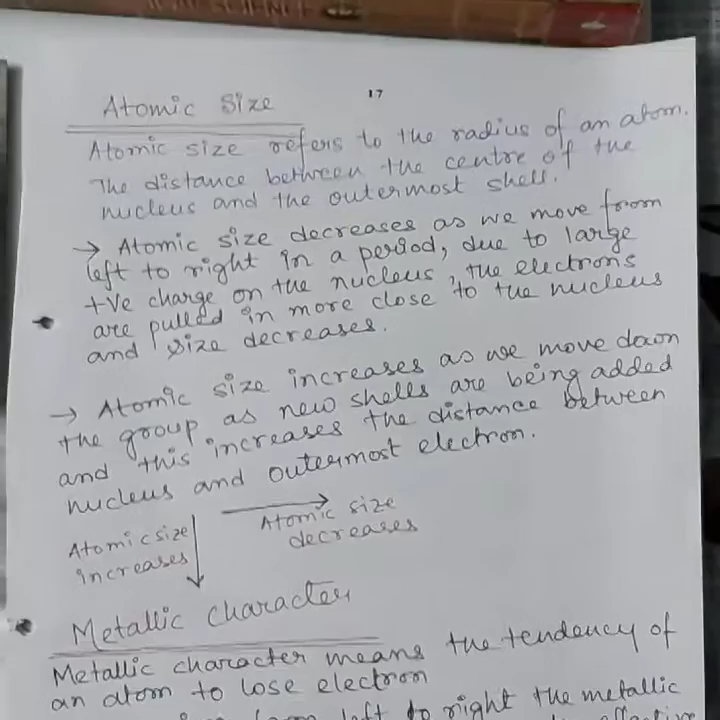 17
Atomic Size
Atomic size refers to the radius of an atom.
The distance between the centre of the
nucleus and the outermost shell.
→ Atomic size decreases as we move from
left to right in a period, due to large
+ve charge on the nucleus, the electrons
are pulled in more close to the nucleus
and size decreases.
→ Atomic size increases as we move down
the group as new shells are being added
and this increases the distance between
nucleus and outermost electron.
Atomic size
increases
Atomic size
decreases
Metallic character
Metallic character means the tendency of
an atom to lose electron
left to right the metallic